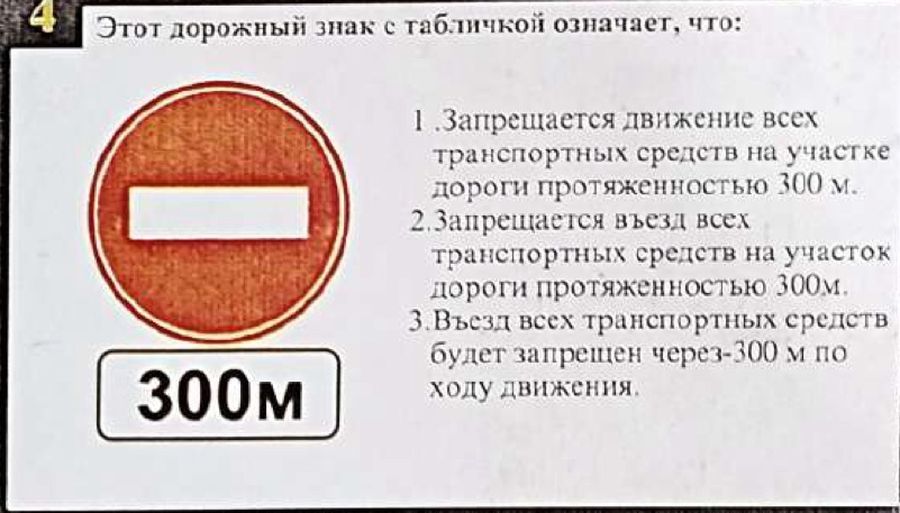 4
Этот дорожный знак с табличкой означает, что:
1 .Запрещается движение всех
транспортных средств на участке
дороги протяженностью 300 м.
2.Запрещается въезд всех
транспортных средств на участок
дороги протяженностью 300м.
3.Въезд всех транспортных средств
будет запрещен через-300 м по
ходу движения.
300м